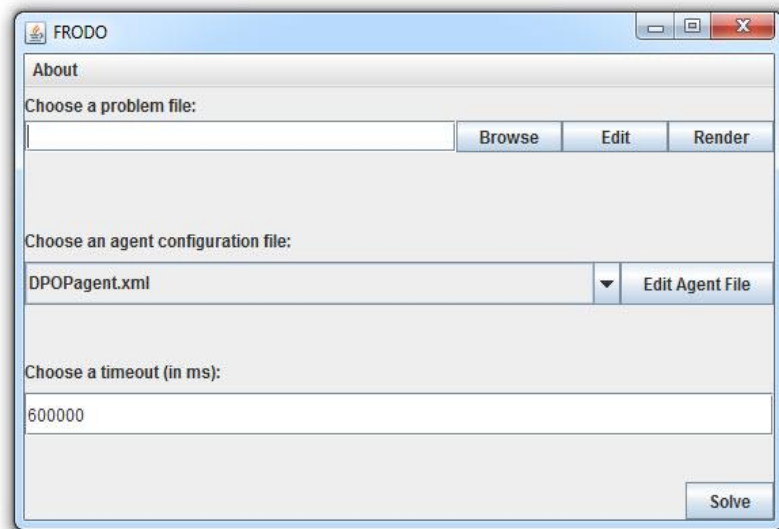 FRODO
About
Choose a problem file:
Browse Edit Render
Choose an agent configuration file:
DPOPagent.xml Edit Agent File
Choose a timeout (in ms):
600000
Solve